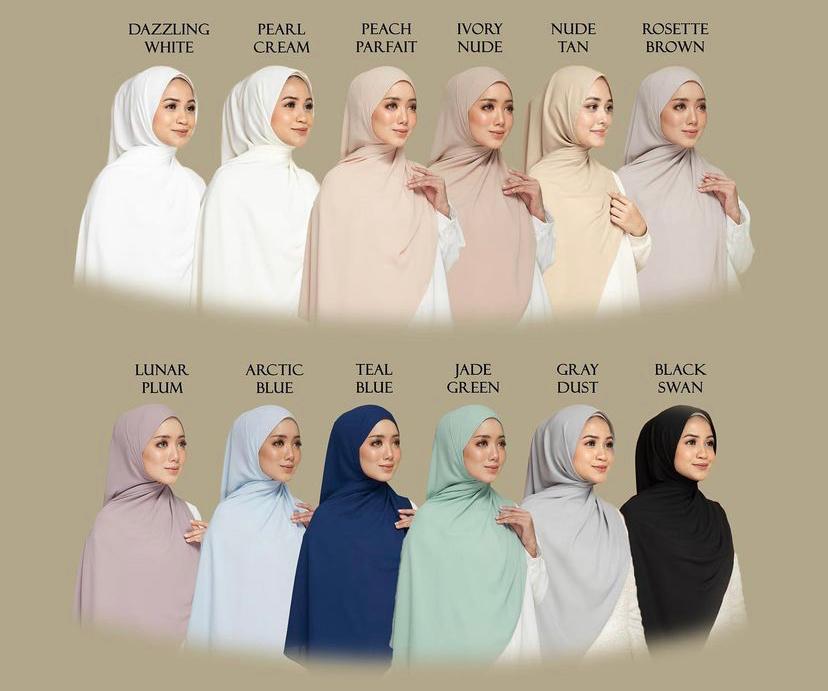 DAZZLING WHITE
PEARL CREAM
PEACH PARFAIT
IVORY NUDE
NUDE TAN
ROSETTE BROWN
LUNAR PLUM
ARCTIC BLUE
TEAL BLUE
JADE GREEN
GRAY DUST
BLACK SWAN